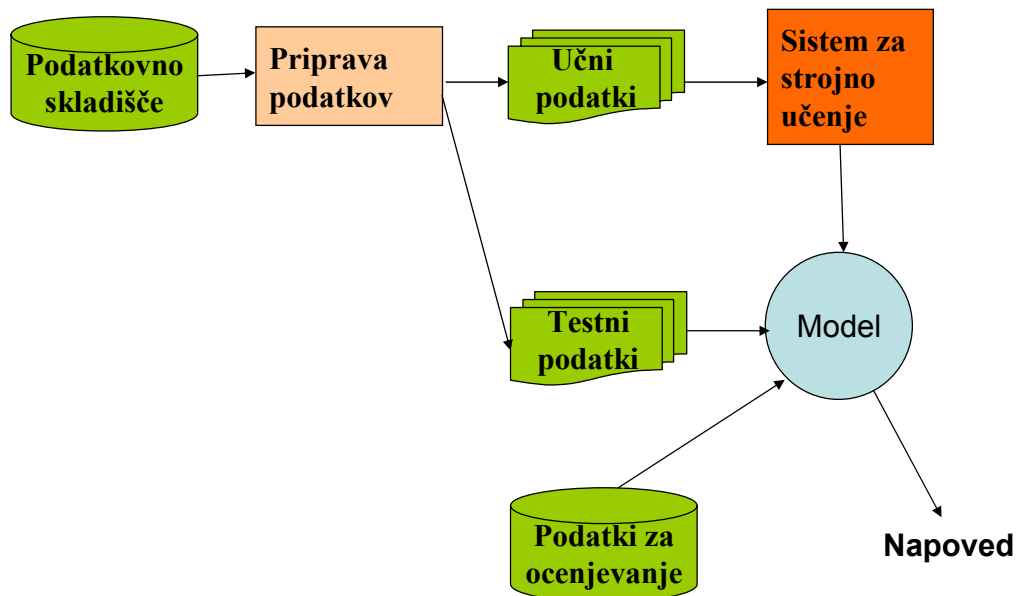 Podatkovno
skladišče
Priprava
podatkov
Učni
podatki
Sistem za
strojno
učenje
Testni
podatki
Model
Podatki za
ocenjevanje
Napoved